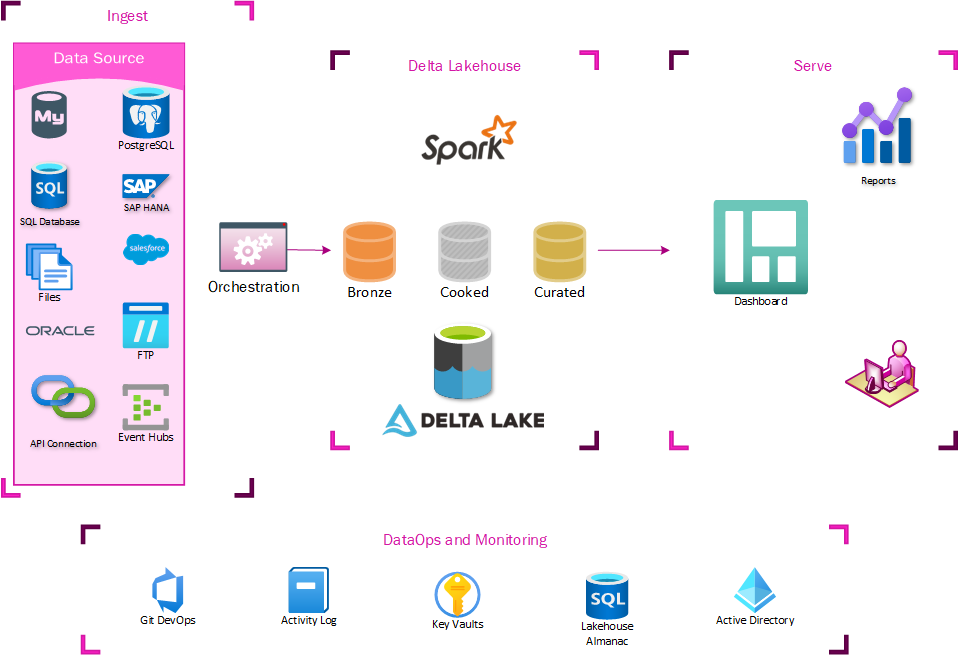 Ingest
Data Source
My
PostgreSQL
SQL
SQL Database
SAP
SAP HANA
salesforce
Files
ORACLE
FTP
API Connection
Event Hubs
Orchestration
Delta Lakehouse
Spark
Bronze
Cooked
Curated
DELTA LAKE
Serve
Reports
Dashboard
DataOps and Monitoring
Git DevOps
Activity Log
Key Vaults
SQL
Lakehouse
Almanac
Active Directory